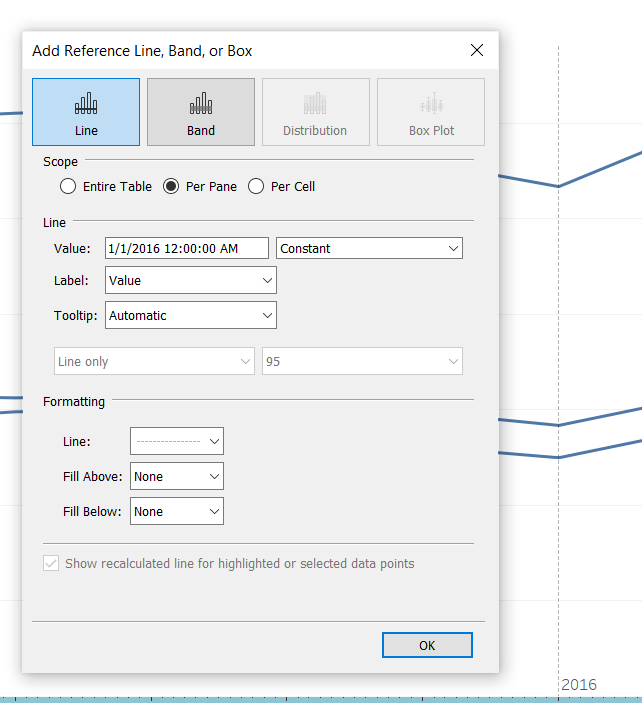 Add Reference Line, Band, or Box
Line Band Distribution Box Plot
Scope
Entire Table Per Pane Per Cell
Line
Value: 1/1/2016 12:00:00 AM Constant
Label: Value
Tooltip: Automatic
Line only 95
Formatting
Line:
Fill Above: None
Fill Below: None
Show recalculated line for highlighted or selected data points
OK
2016